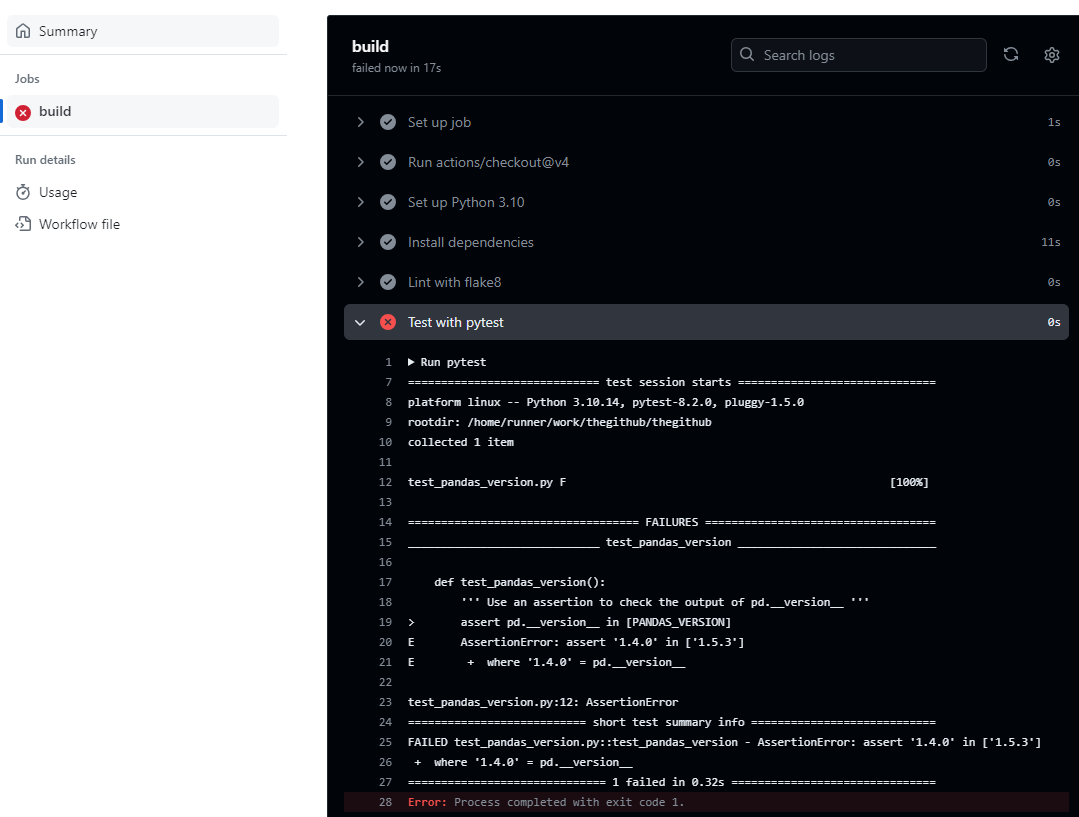 Summary
Jobs
build
Run details
Usage
Workflow file
build
failed now in 17s
Search logs
Set up job 1s
Run actions/checkout@v4 0s
Set up Python 3.10 0s
Install dependencies 11s
Lint with flake8 0s
Test with pytest 0s
1 ▶ Run pytest
7 ============================= test session starts ==============================
8 platform linux -- Python 3.10.14, pytest-8.2.0, pluggy-1.5.0
9 rootdir: /home/runner/work/thegithub/thegithub
10 collected 1 item
11
12 test_pandas_version.py F                                                 [100%]
13
14 =================================== FAILURES ===================================
15 _____________________________ test_pandas_version ______________________________
16
17     def test_pandas_version():
18         ''' Use an assertion to check the output of pd.__version__ '''
19 >       assert pd.__version__ in [PANDAS_VERSION]
20 E       AssertionError: assert '1.4.0' in ['1.5.3']
21 E        +  where '1.4.0' = pd.__version__
22
23 test_pandas_version.py:12: AssertionError
24 =========================== short test summary info ============================
25 FAILED test_pandas_version.py::test_pandas_version - AssertionError: assert '1.4.0' in ['1.5.3']
26  +  where '1.4.0' = pd.__version__
27 ============================== 1 failed in 0.32s ===============================
28 Error: Process completed with exit code 1.